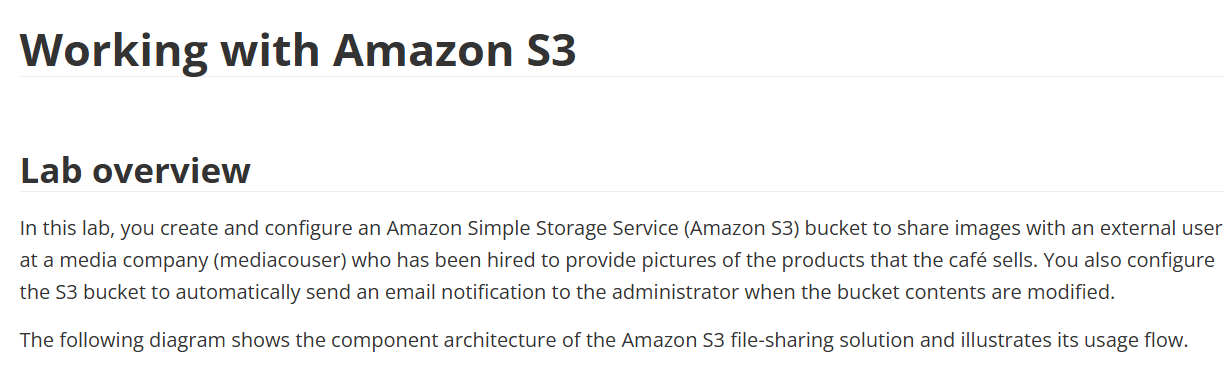 Working with Amazon S3
Lab overview
In this lab, you create and configure an Amazon Simple Storage Service (Amazon S3) bucket to share images with an external user
at a media company (mediacouser) who has been hired to provide pictures of the products that the café sells. You also configure
the S3 bucket to automatically send an email notification to the administrator when the bucket contents are modified.
The following diagram shows the component architecture of the Amazon S3 file-sharing solution and illustrates its usage flow.